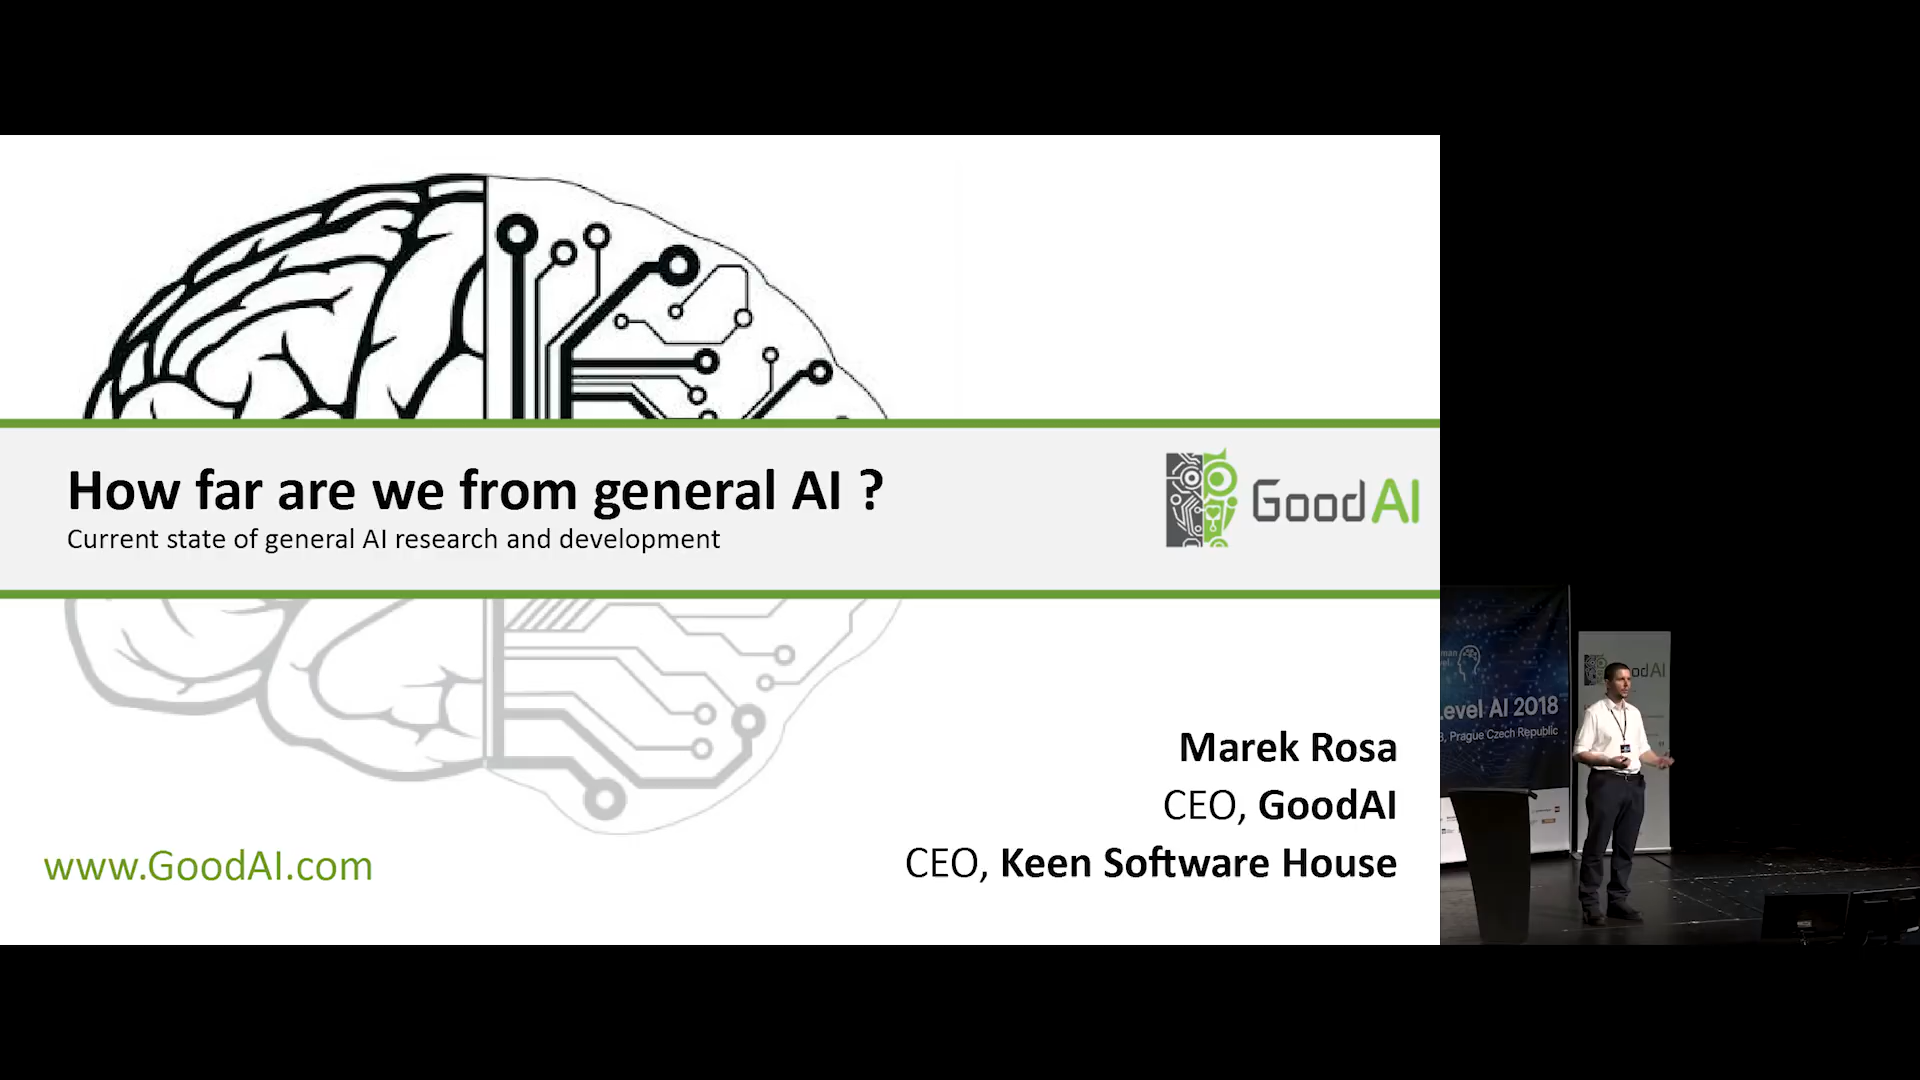 How far are we from general AI ?
Current state of general AI research and development
GoodAI
Marek Rosa
CEO, GoodAI
CEO, Keen Software House
www.GoodAI.com
Level AI 2018
Prague Czech Republic